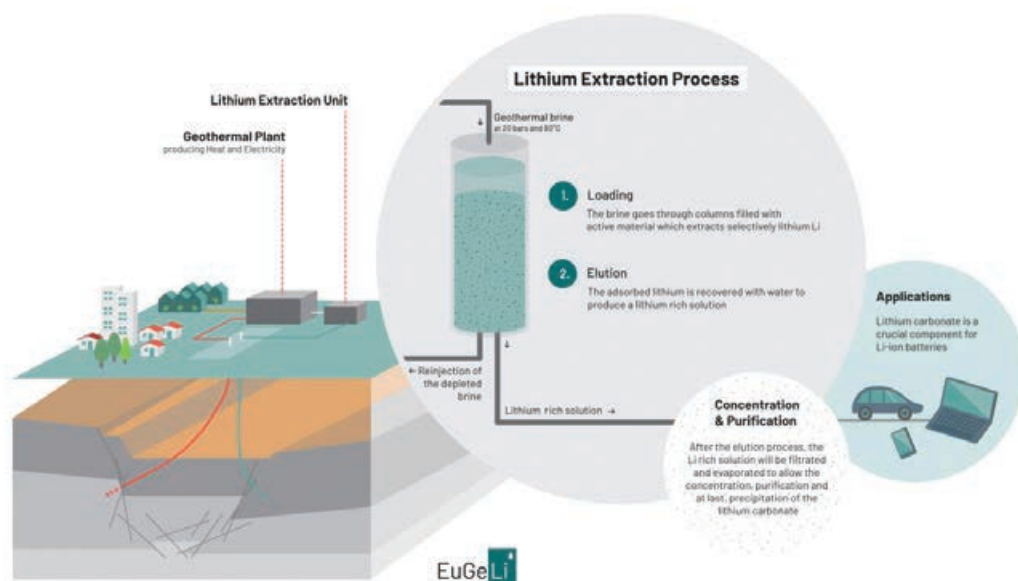 Lithium Extraction Process
Lithium Extraction Unit
Geothermal Plant
producing Heat and Electricity
Geothermal brine
at 20 bars and 80°C
1.
Loading
The brine goes through columns filled with
active material which extracts selectively lithium Li
2.
Elution
The adsorbed lithium is recovered with water to
produce a lithium rich solution
← Reinjection of
the depleted
brine
Lithium rich solution →
Concentration
& Purification
After the elution process, the
Li rich solution will be filtrated
and evaporated to allow the
concentration, purification and
at last, precipitation of the
lithium carbonate
Applications
Lithium carbonate is a
crucial component for
Li-ion batteries
EuGeLi